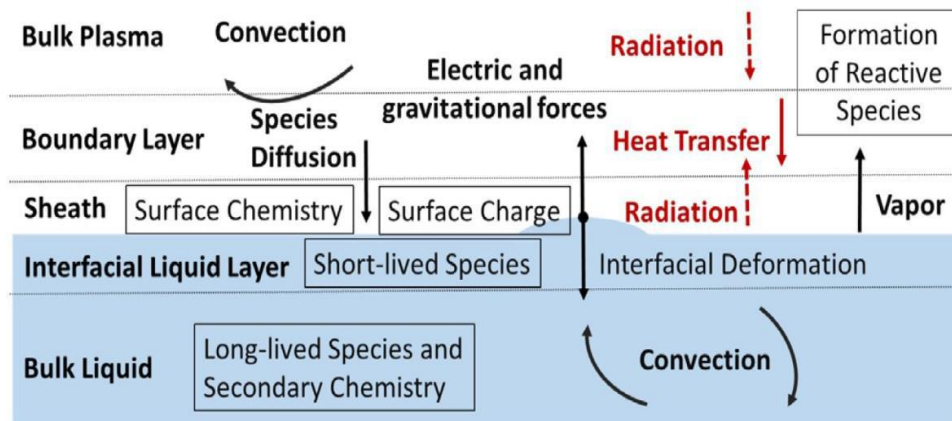 Bulk Plasma
Convection
Radiation
Formation
of Reactive
Species
Electric and
gravitational forces
Boundary Layer
Species
Diffusion
Heat Transfer
Sheath
Surface Chemistry
Surface Charge
Radiation
Vapor
Interfacial Liquid Layer
Short-lived Species
Interfacial Deformation
Bulk Liquid
Long-lived Species and
Secondary Chemistry
Convection